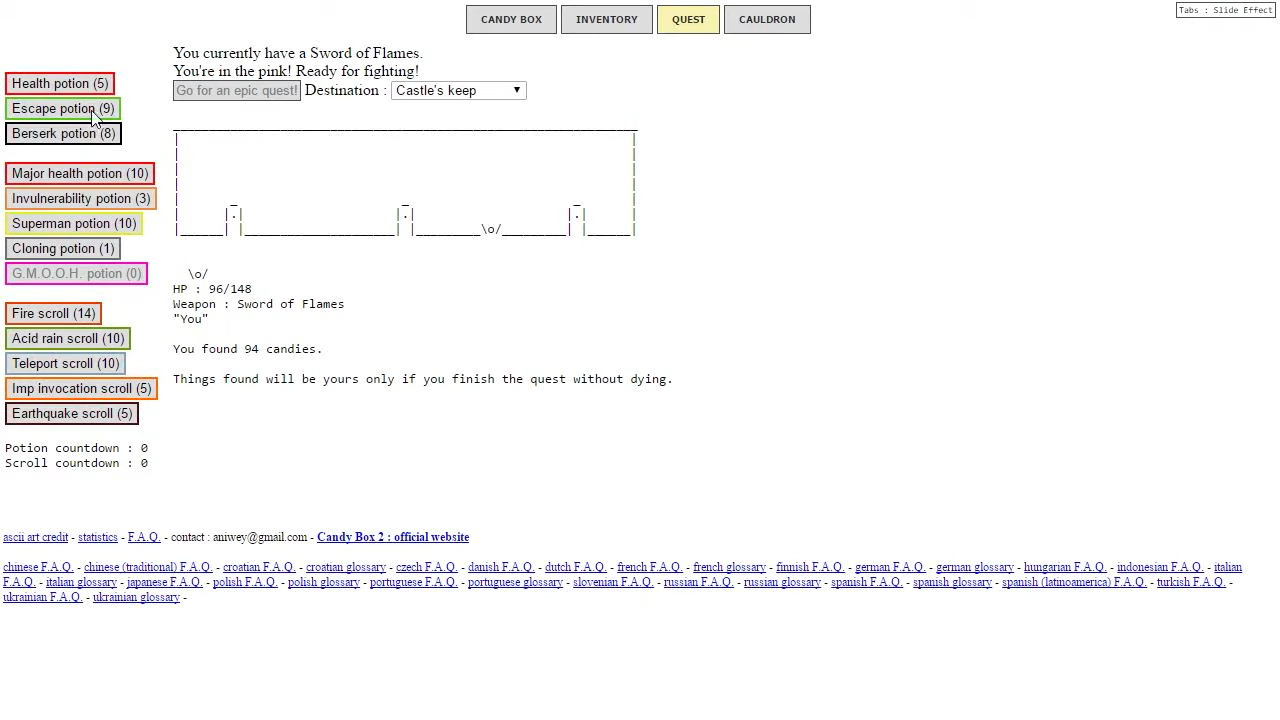 CANDY BOX INVENTORY QUEST CAULDRON
Tabs : Slide Effect
You currently have a Sword of Flames.
You're in the pink! Ready for fighting!
Go for an epic quest! Destination : Castle's keep
Health potion (5)
Escape potion (9)
Berserk potion (8)
Major health potion (10)
Invulnerability potion (3)
Superman potion (10)
Cloning potion (1)
G.M.O.O.H. potion (0)
Fire scroll (14)
Acid rain scroll (10)
Teleport scroll (10)
Imp invocation scroll (5)
Earthquake scroll (5)
Potion countdown : 0
Scroll countdown : 0
\o/
\o/
HP : 96/148
Weapon : Sword of Flames
"You"
You found 94 candies.
Things found will be yours only if you finish the quest without dying.
ascii art credit - statistics - F.A.Q. - contact : aniwey@gmail.com - Candy Box 2 : official website
chinese F.A.Q. - chinese (traditional) F.A.Q. - croatian F.A.Q. - croatian glossary - czech F.A.Q. - danish F.A.Q. - dutch F.A.Q. - french F.A.Q. - french glossary - finnish F.A.Q. - german F.A.Q. - german glossary - hungarian F.A.Q. - indonesian F.A.Q. - italian
F.A.Q. - italian glossary - japanese F.A.Q. - polish F.A.Q. - polish glossary - portuguese F.A.Q. - portuguese glossary - slovenian F.A.Q. - russian F.A.Q. - russian glossary - spanish F.A.Q. - spanish glossary - spanish (latinoamerica) F.A.Q. - turkish F.A.Q. -
ukrainian F.A.Q. - ukrainian glossary -